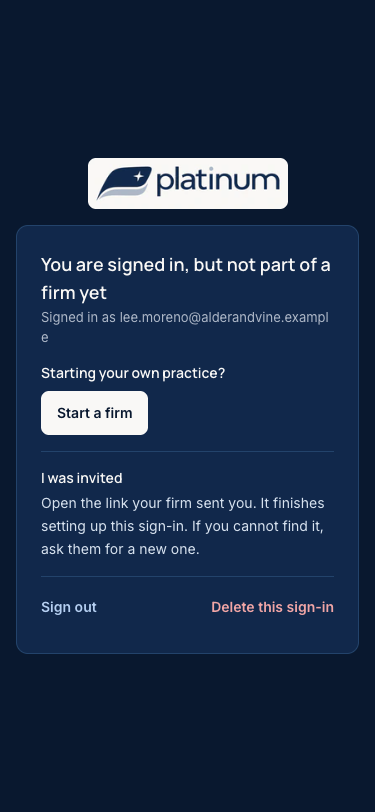 platinum
You are signed in, but not part of a
firm yet
Signed in as lee.moreno@alderandvine.exampl
e
Starting your own practice?
Start a firm
I was invited
Open the link your firm sent you. It finishes
setting up this sign-in. If you cannot find it,
ask them for a new one.
Sign out
Delete this sign-in